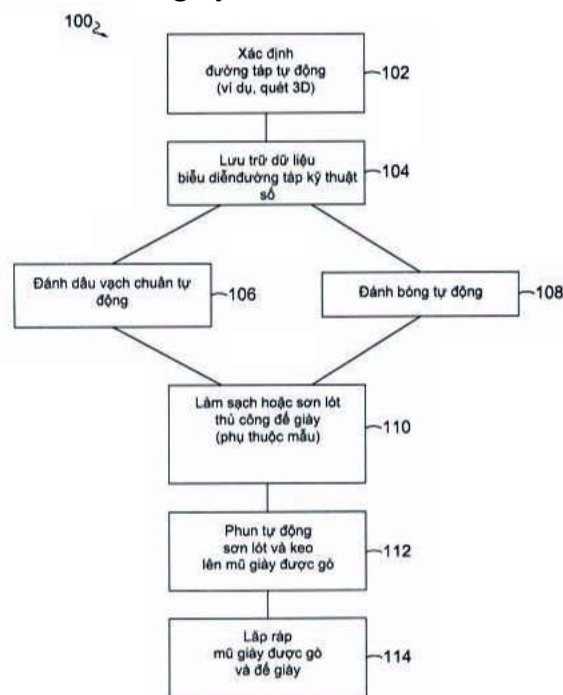 100
Xác định
đường táp tự động
(ví dụ, quét 3D)
102
Lưu trữ dữ liệu
biểu diễnđường táp kỹ thuật
số
104
Đánh dấu vạch chuẩn tự
động
106
Đánh bóng tự động
108
Làm sạch hoặc sơn lót
thủ công đế giày
(phụ thuộc mẫu)
110
Phun tự động
sơn lót và keo
lên mũ giày được gò
112
Lắp ráp
mũ giày được gò
và đế giày
114